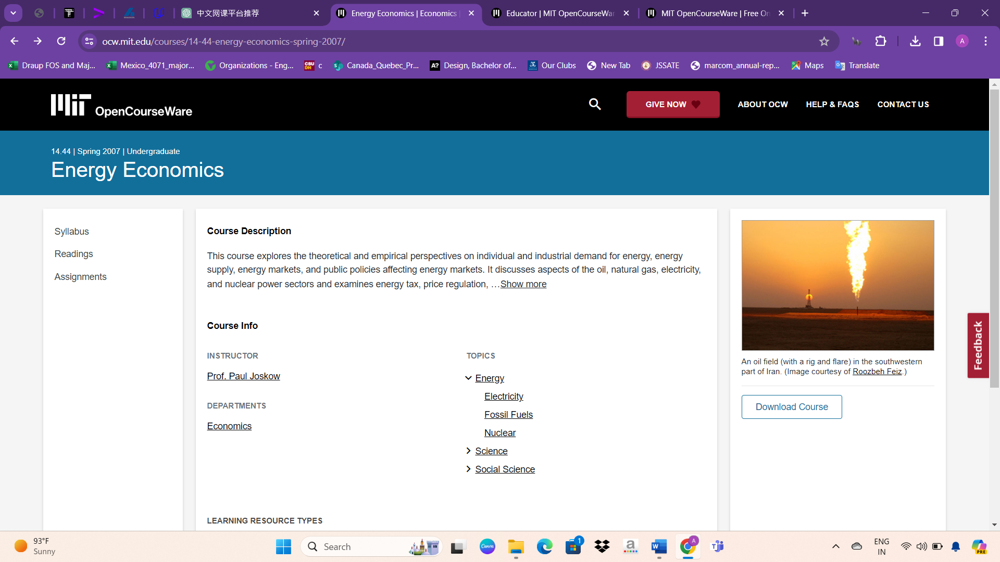 中文网课平台推荐
Energy Economics | Economics |
Educator | MIT OpenCourseWar
MIT OpenCourseWare | Free On
ocw.mit.edu/courses/14-44-energy-economics-spring-2007/
A
Draup FOS and Maj...
Mexico_4071_major...
Organizations - Eng...
CSU
DH
c
Canada_Quebec_Pr...
A?
Design, Bachelor of...
Our Clubs
New Tab
JSSATE
marcom_annual-rep...
Maps
Translate
MIT OpenCourseWare
GIVE NOW
ABOUT OCW
HELP & FAQS
CONTACT US
14.44 | Spring 2007 | Undergraduate
Energy Economics
Syllabus
Readings
Assignments
Course Description
This course explores the theoretical and empirical perspectives on individual and industrial demand for energy, energy
supply, energy markets, and public policies affecting energy markets. It discusses aspects of the oil, natural gas, electricity,
and nuclear power sectors and examines energy tax, price regulation, …Show more
Course Info
INSTRUCTOR
Prof. Paul Joskow
DEPARTMENTS
Economics
TOPICS
Energy
Electricity
Fossil Fuels
Nuclear
Science
Social Science
LEARNING RESOURCE TYPES
An oil field (with a rig and flare) in the southwestern
part of Iran. (Image courtesy of Roozbeh Feiz.)
Download Course
Feedback
93°F
Sunny
Search
Canva
1
a
W
A
ENG
IN
PRE